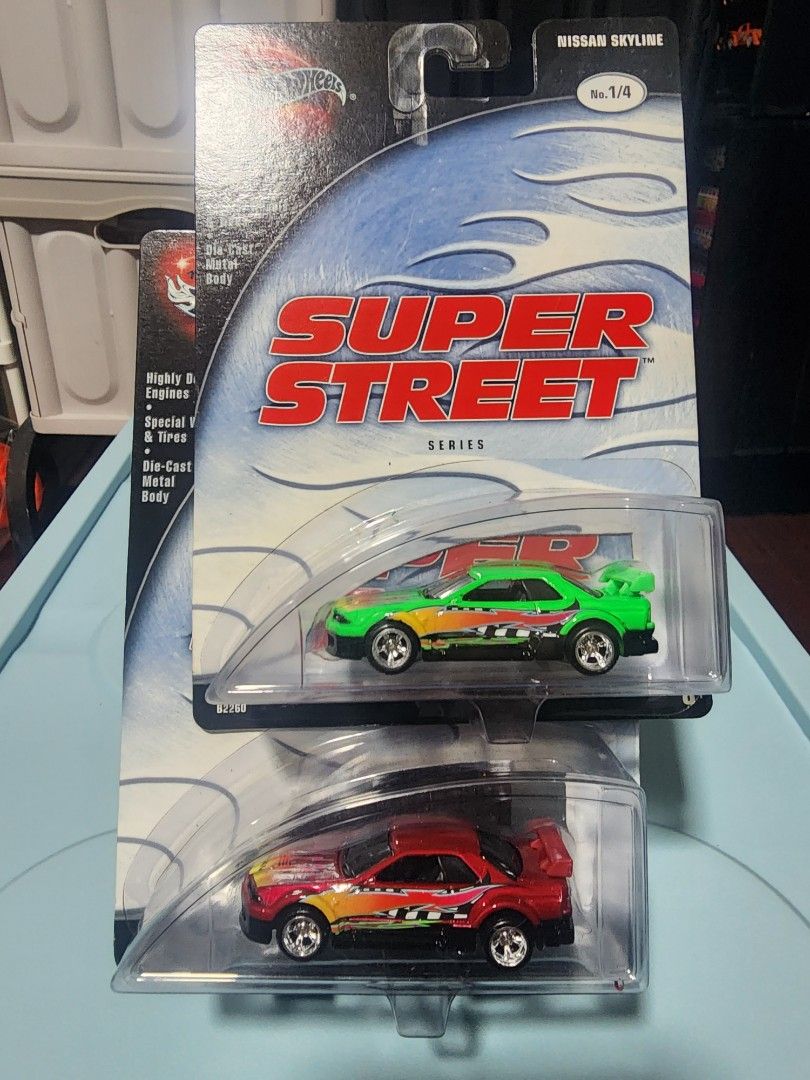 Hot Wheels
®
NISSAN SKYLINE
No. 1/4
Die-Cast
Metal
Body
SUPER
STREET™
SERIES
B2260
Highly
Engines
•
Special
& Tires
•
Die-Cast
Metal
Body